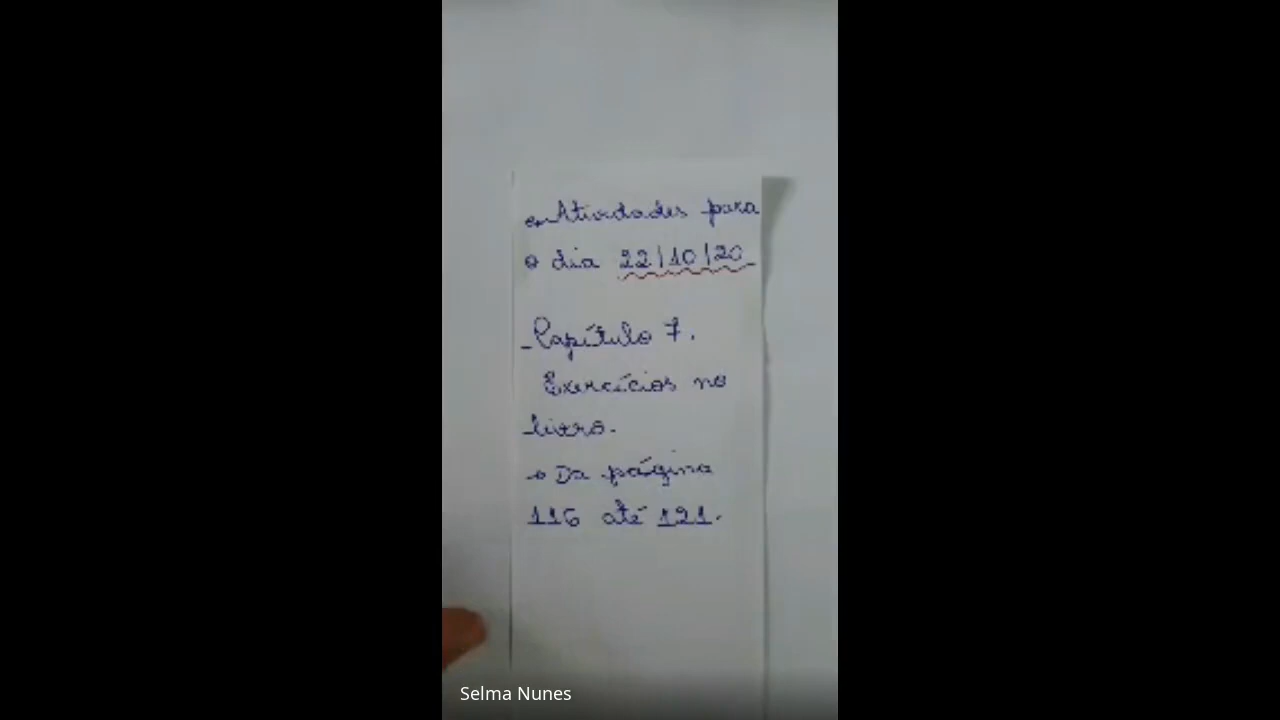 Atividades para
o dia 22/10/20
- Capítulo 7.
Exercícios no
livro.
• Da página
116 até 121.
Selma Nunes